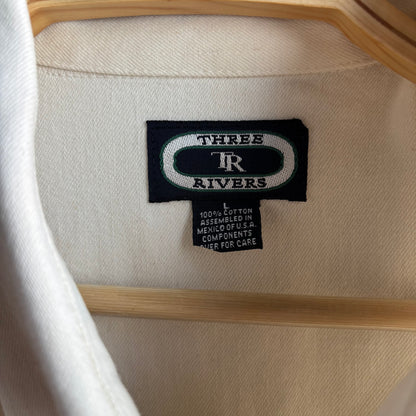 THREE
TR
RIVERS
L
100% COTTON
ASSEMBLED IN
MEXICO OF U.S.A.
COMPONENTS
OVER FOR CARE